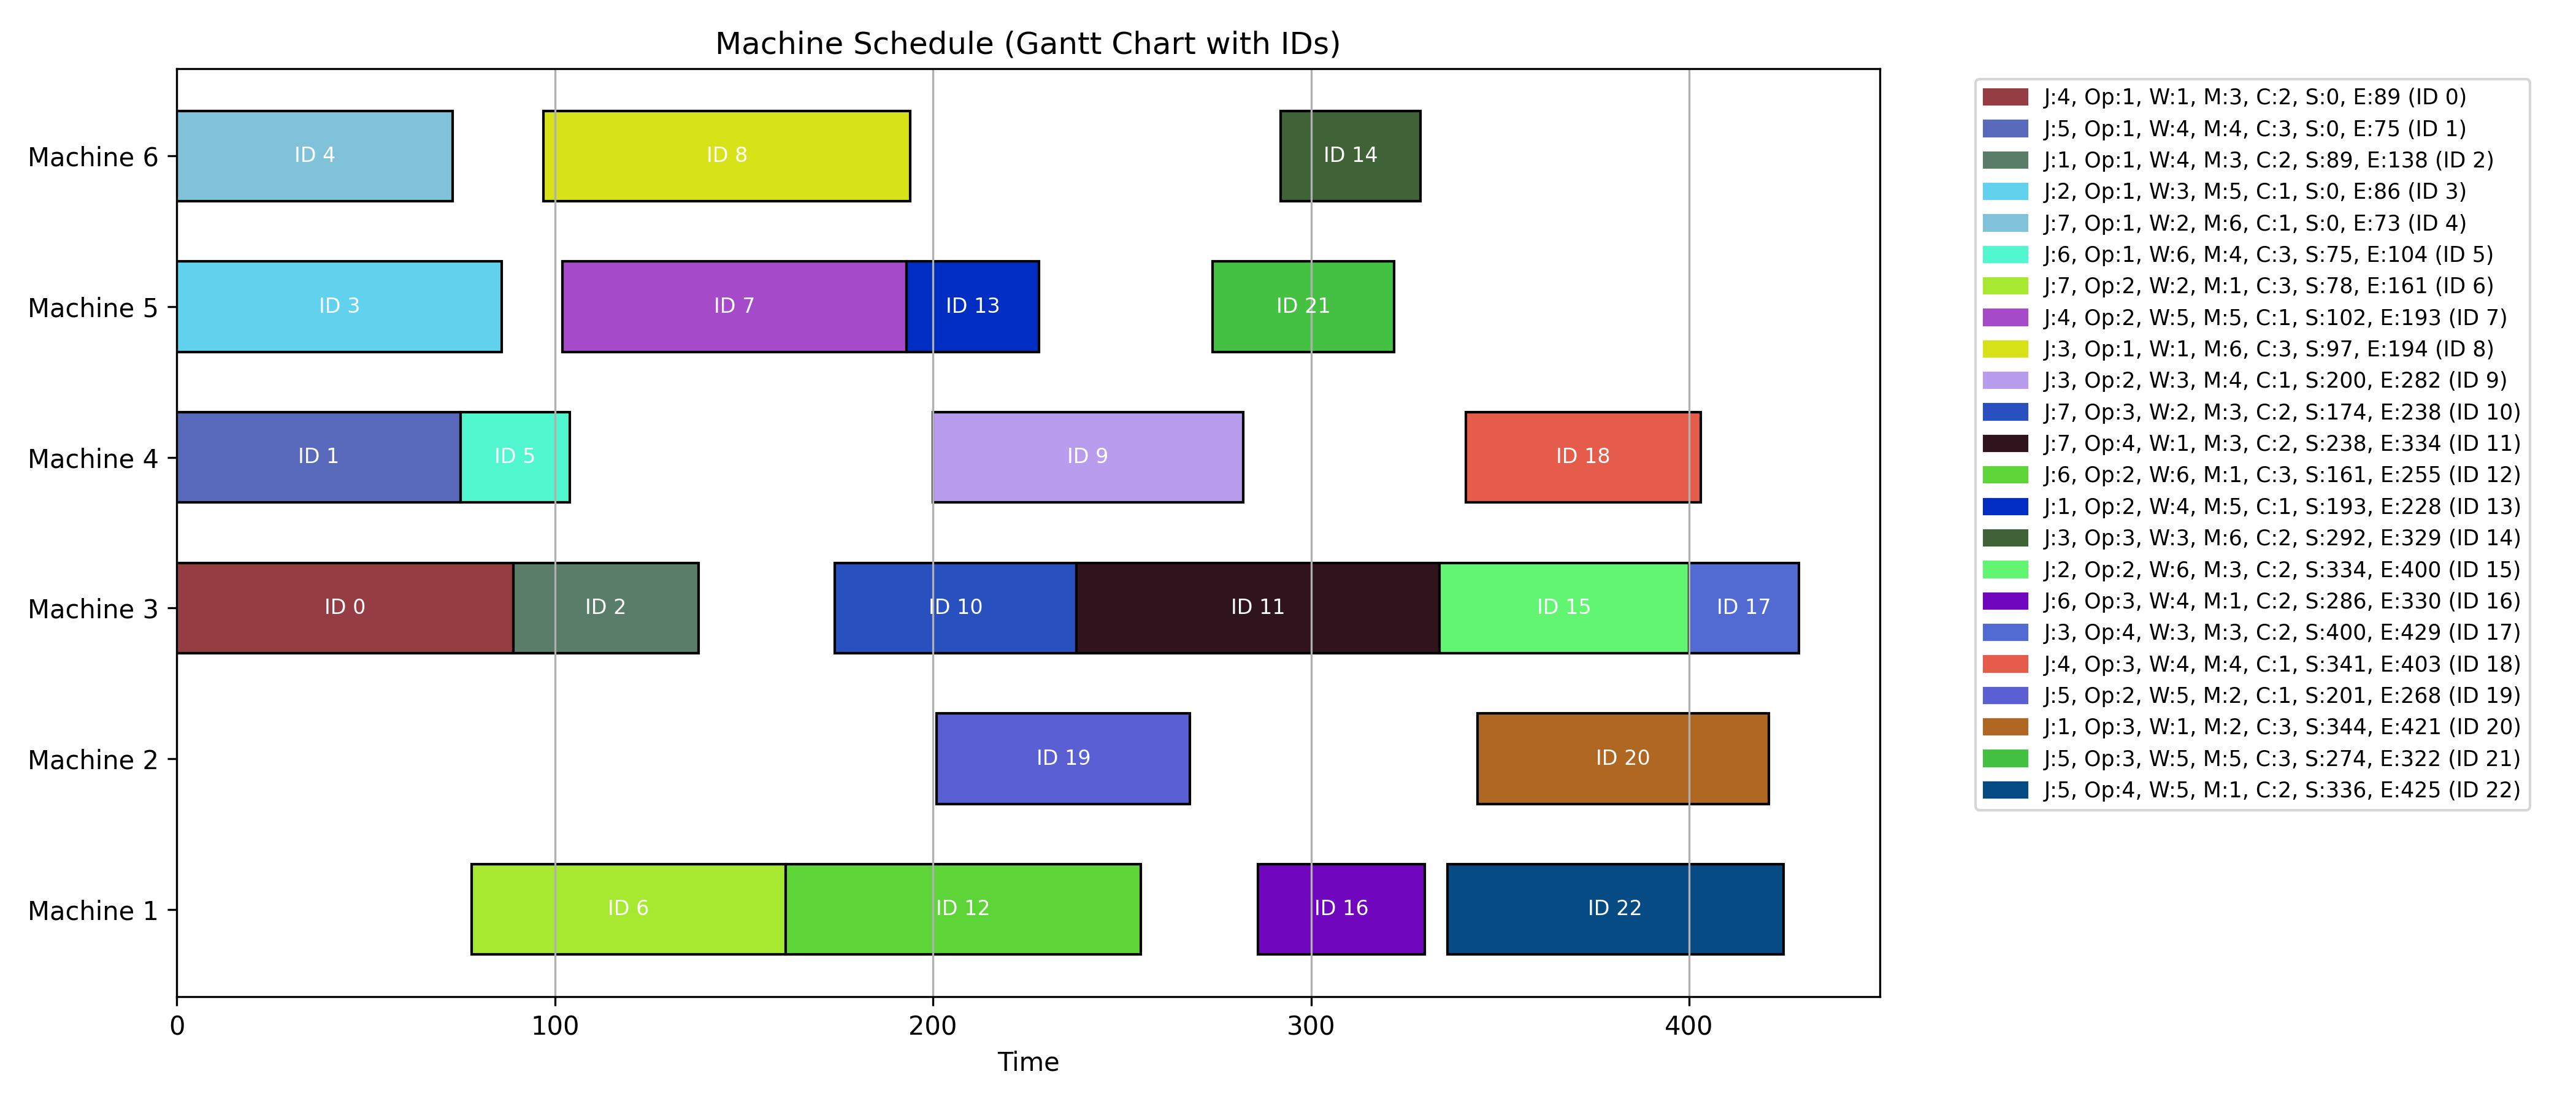 Machine Schedule (Gantt Chart with IDs)
Machine 6
ID 4
ID 8
ID 14
Machine 5
ID 3
ID 7
ID 13
ID 21
Machine 4
ID 1
ID 5
ID 9
ID 18
Machine 3
ID 0
ID 2
ID 10
ID 11
ID 15
ID 17
Machine 2
ID 19
ID 20
Machine 1
ID 6
ID 12
ID 16
ID 22
0
100
200
300
400
Time
J:4, Op:1, W:1, M:3, C:2, S:0, E:89 (ID 0)
J:5, Op:1, W:4, M:4, C:3, S:0, E:75 (ID 1)
J:1, Op:1, W:4, M:3, C:2, S:89, E:138 (ID 2)
J:2, Op:1, W:3, M:5, C:1, S:0, E:86 (ID 3)
J:7, Op:1, W:2, M:6, C:1, S:0, E:73 (ID 4)
J:6, Op:1, W:6, M:4, C:3, S:75, E:104 (ID 5)
J:7, Op:2, W:2, M:1, C:3, S:78, E:161 (ID 6)
J:4, Op:2, W:5, M:5, C:1, S:102, E:193 (ID 7)
J:3, Op:1, W:1, M:6, C:3, S:97, E:194 (ID 8)
J:3, Op:2, W:3, M:4, C:1, S:200, E:282 (ID 9)
J:7, Op:3, W:2, M:3, C:2, S:174, E:238 (ID 10)
J:7, Op:4, W:1, M:3, C:2, S:238, E:334 (ID 11)
J:6, Op:2, W:6, M:1, C:3, S:161, E:255 (ID 12)
J:1, Op:2, W:4, M:5, C:1, S:193, E:228 (ID 13)
J:3, Op:3, W:3, M:6, C:2, S:292, E:329 (ID 14)
J:2, Op:2, W:6, M:3, C:2, S:334, E:400 (ID 15)
J:6, Op:3, W:4, M:1, C:2, S:286, E:330 (ID 16)
J:3, Op:4, W:3, M:3, C:2, S:400, E:429 (ID 17)
J:4, Op:3, W:4, M:4, C:1, S:341, E:403 (ID 18)
J:5, Op:2, W:5, M:2, C:1, S:201, E:268 (ID 19)
J:1, Op:3, W:1, M:2, C:3, S:344, E:421 (ID 20)
J:5, Op:3, W:5, M:5, C:3, S:274, E:322 (ID 21)
J:5, Op:4, W:5, M:1, C:2, S:336, E:425 (ID 22)